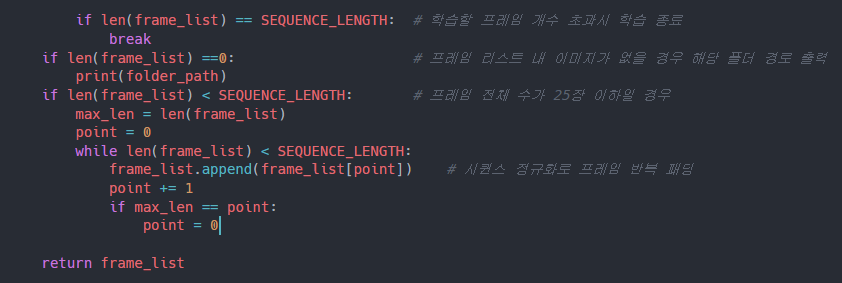 if len(frame_list) == SEQUENCE_LENGTH:  # 학습할 프레임 개수 초과시 학습 종료
break
if len(frame_list) ==0:  # 프레임 리스트 내 이미지가 없을 경우 해당 폴더 경로 출력
print(folder_path)
if len(frame_list) < SEQUENCE_LENGTH:  # 프레임 전체 수가 25장 이하일 경우
max_len = len(frame_list)
point = 0
while len(frame_list) < SEQUENCE_LENGTH:
frame_list.append(frame_list[point])  # 시퀀스 정규화로 프레임 반복 패딩
point += 1
if max_len == point:
point = 0
return frame_list